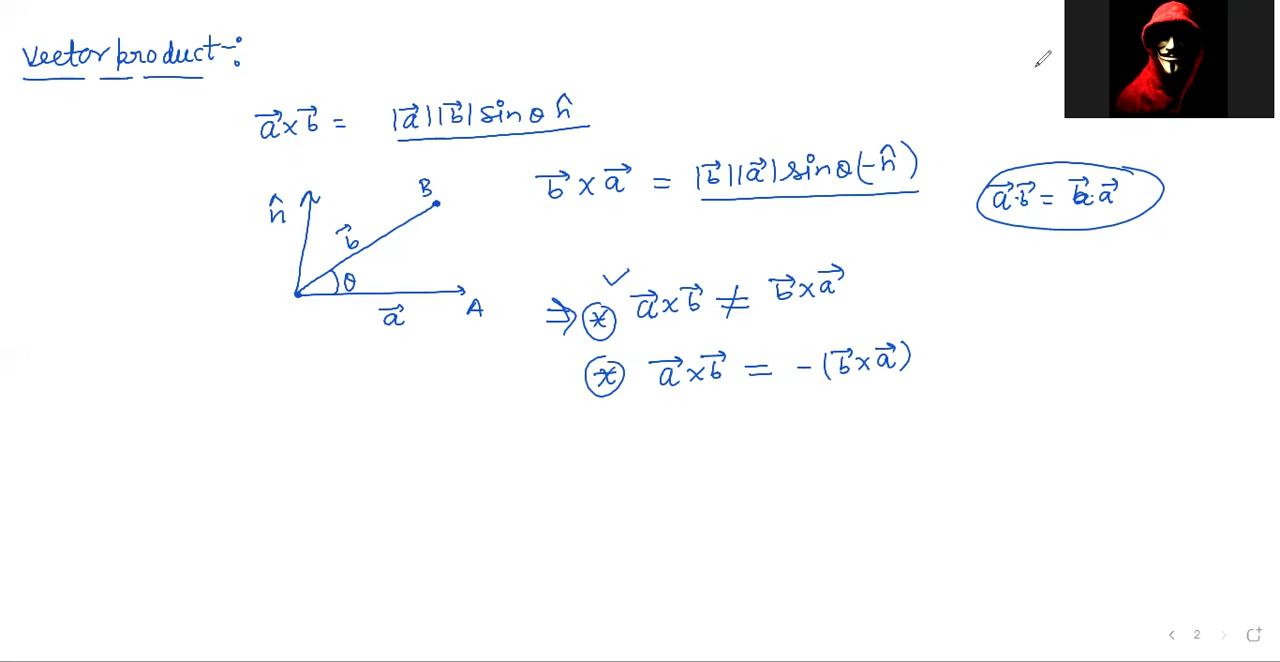 vector product-:
a⃗×b⃗ = |a⃗||b⃗| sinθ n̂
b⃗×a⃗ = |b⃗||a⃗| sinθ(-n̂)
a⃗·b⃗ = b⃗·a⃗
n̂
B
b⃗
θ
a⃗
A
⇒ * a⃗×b⃗ ≠ b⃗×a⃗
* a⃗×b⃗ = -(b⃗×a⃗)
2